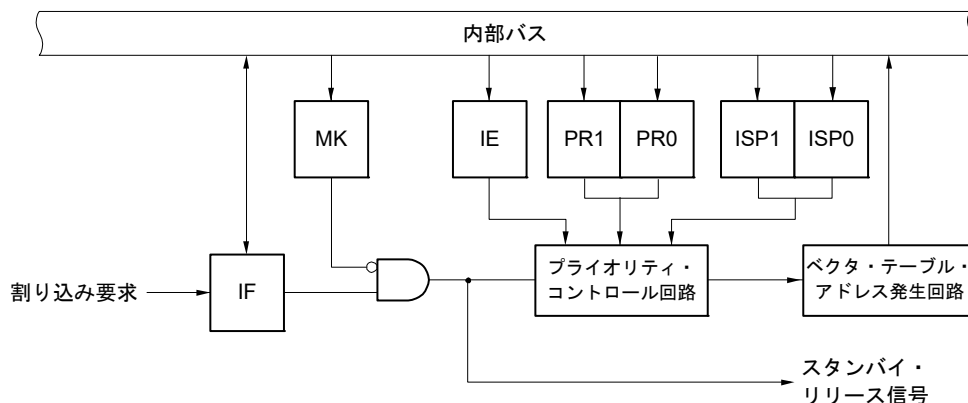 内部バス
MK
IE
PR1
PR0
ISP1
ISP0
割り込み要求
IF
プライオリティ・
コントロール回路
ベクタ・テーブル・
アドレス発生回路
スタンバイ・
リリース信号